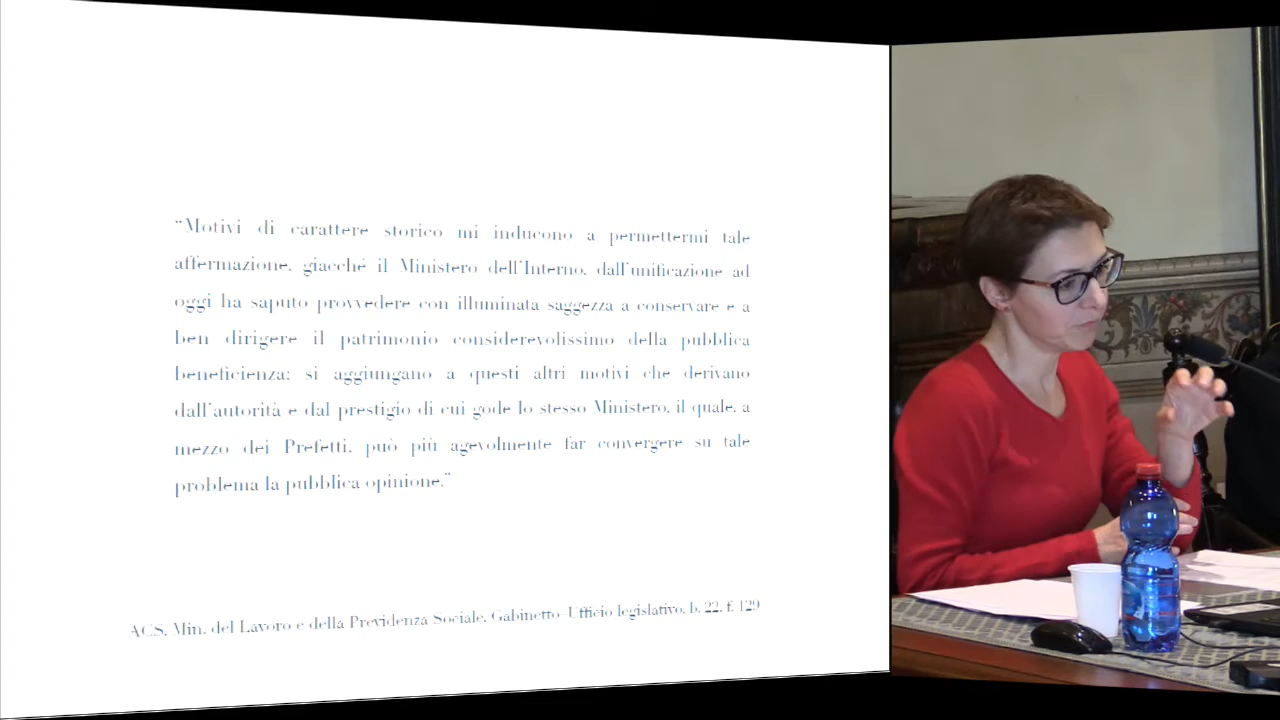 “Motivi di carattere storico mi inducono a permettermi tale
affermazione, giacché il Ministero dell’Interno, dall’unificazione ad
oggi ha saputo provvedere con illuminata saggezza a conservare e a
ben dirigere il patrimonio considerevolissimo della pubblica
beneficienza; si aggiungano a questi altri motivi che derivano
dall’autorità e dal prestigio di cui gode lo stesso Ministero, il quale, a
mezzo dei Prefetti, può più agevolmente far convergere su tale
problema la pubblica opinione.”
ACS, Min. del Lavoro e della Previdenza Sociale, Gabinetto–Ufficio legislativo, b. 22, f. 129